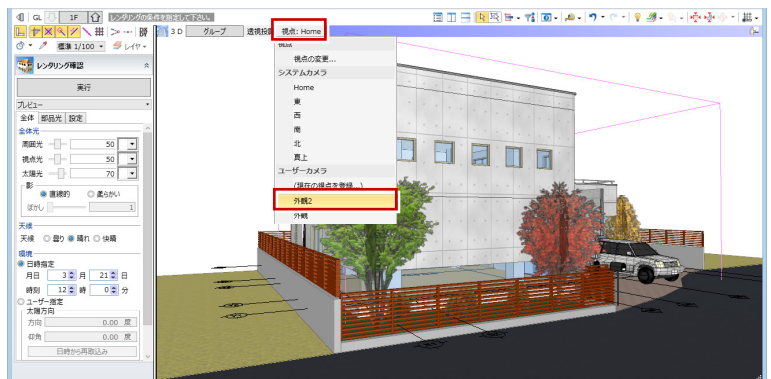 GL 1F レンダリングの条件を指定して下さい。
3D グループ 透視投影 視点: Home
標準 1/100 レイヤ
レンダリング確認
実行
プレビュー
全体 部品光 設定
全体光
周囲光 50
視点光 50
太陽光 70
影
直線的 柔らかい
ぼかし 1
天候
天候 曇り 晴れ 快晴
環境
日時指定
月日 3 月 21 日
時刻 12 時 0 分
ユーザー指定
太陽方向
方向 0.00 度
仰角 0.00 度
日時から再取込み
視点
視点の変更...
システムカメラ
Home
東
西
南
北
真上
ユーザーカメラ
(現在の視点を登録...)
外観2
外観